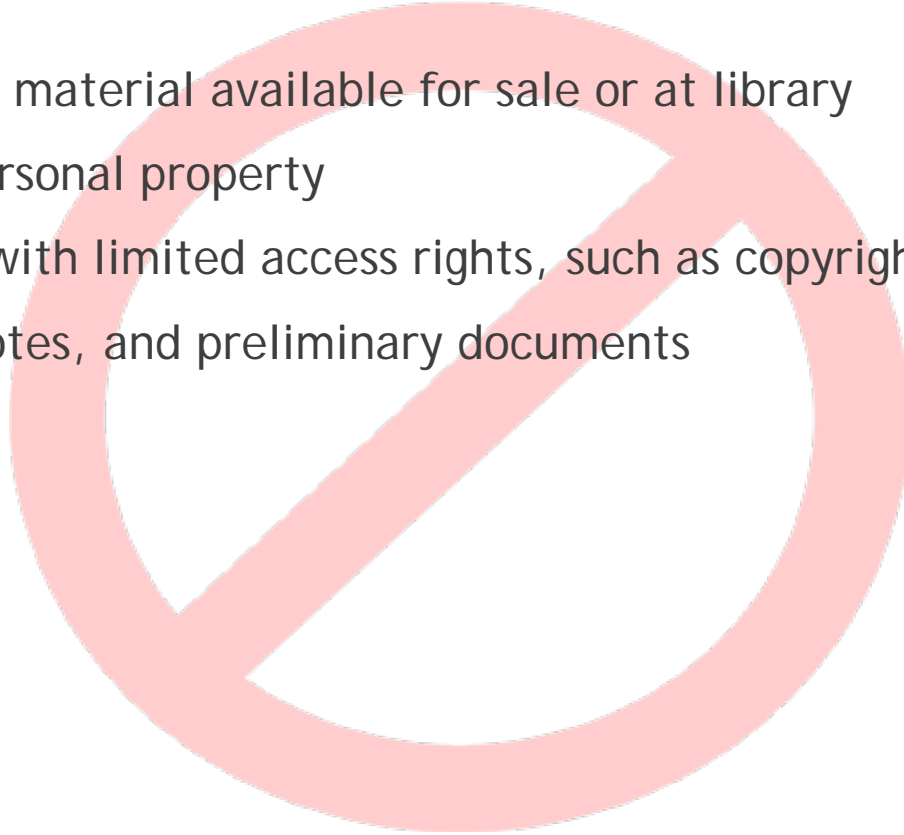 material available for sale or at library
rsonal property
with limited access rights, such as copyrigh
otes, and preliminary documents